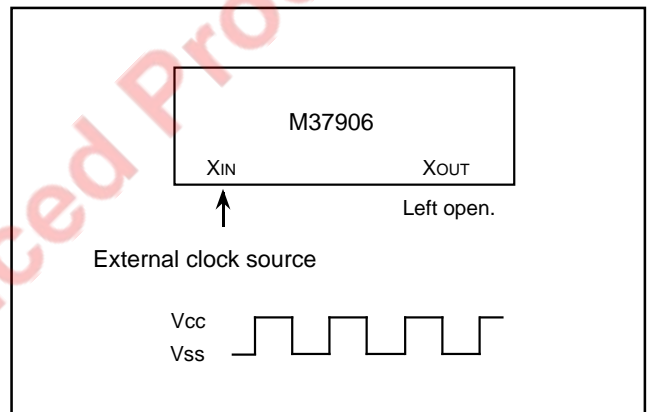 M37906
XIN XOUT
Left open.
External clock source
Vcc
Vss